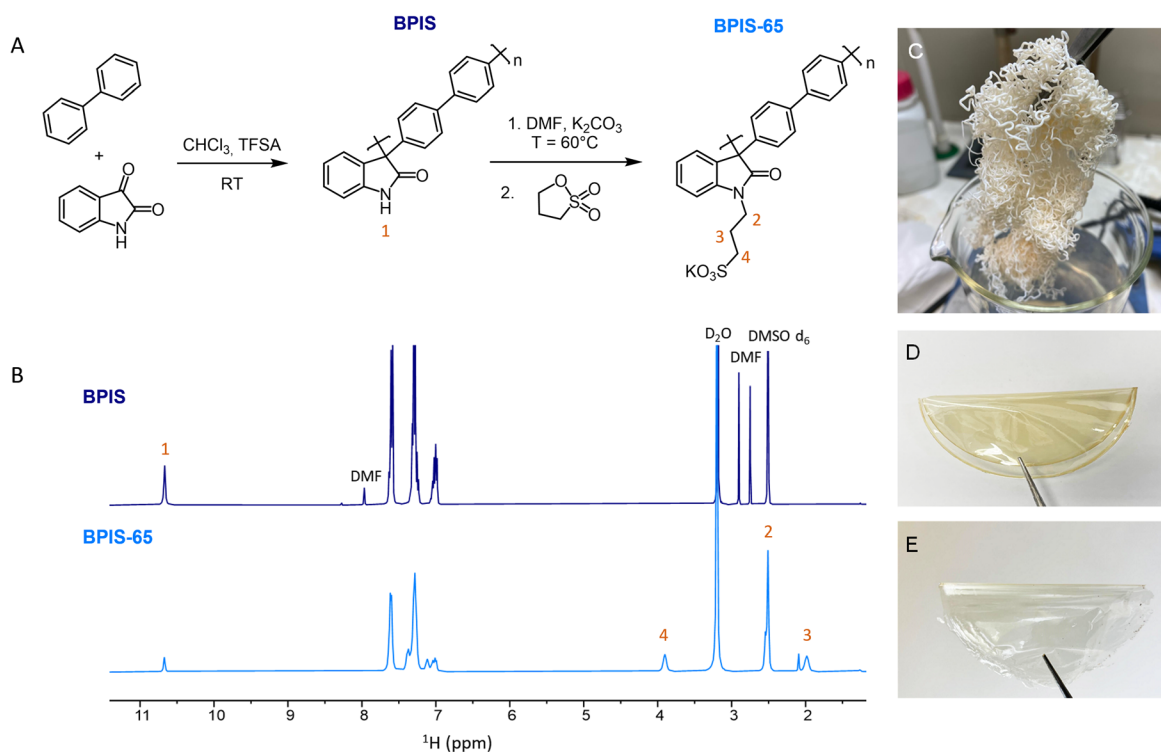 A
BPIS
BPIS-65
C
+
O
O
N
H
CHCl3, TFSA
RT
n
O
N
H
1
1. DMF, K2CO3
T = 60°C
2.
O
S
O
O
n
O
N
2
3
4
KO3S
B
BPIS
1
DMF
D2O
DMF
DMSO d6
D
BPIS-65
4
2
3
E
11 10 9 8 7 6 5 4 3 2
1H (ppm)